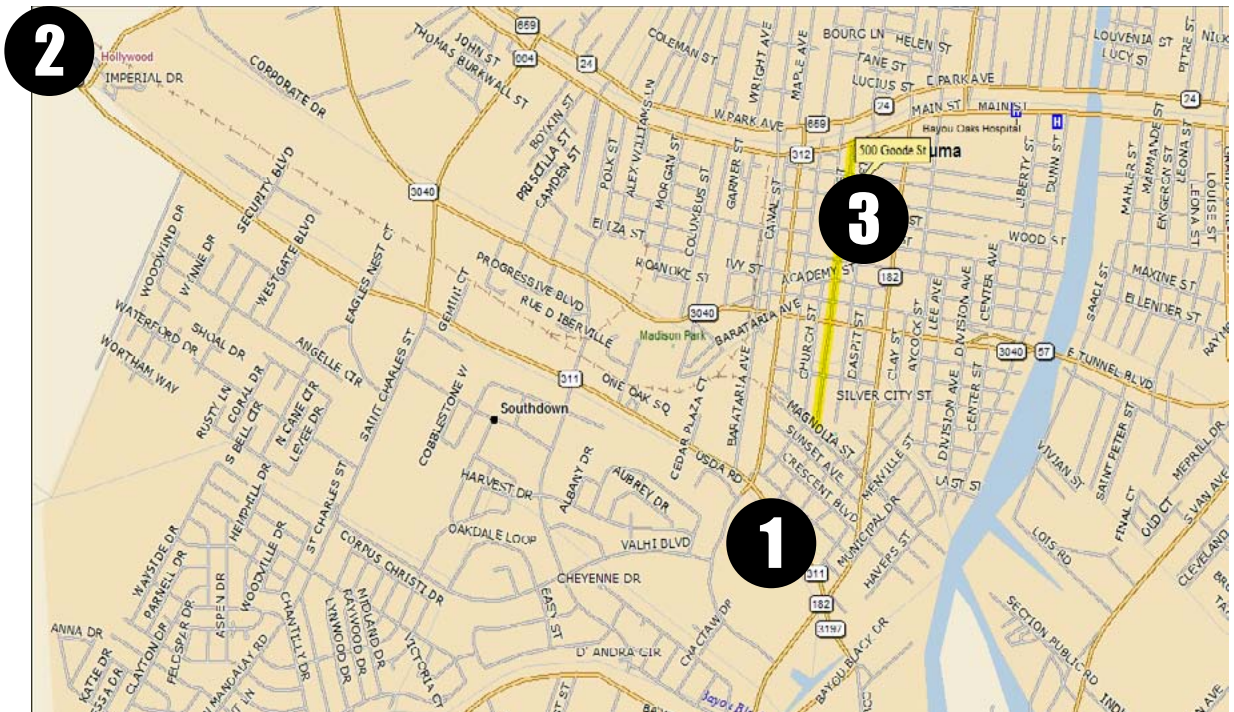 2
Hollywood
IMPERIAL DR
CORPORATE DR
THOMAS BURKWALL ST
JOHN ST
659
664
24
COLEMAN ST
WRIGHT AVE
MAPLE AVE
BOURG LN
HELEN ST
TANE ST
LUCIUS ST
E PARK AVE
LOUVENIA ST
LUCY
24
MAIN ST
MAIN ST
24
H
H
Bayou Oaks Hospital
W PARK AVE
659
312
500 Goode St
uma
BOYKIN ST
PRISCILLA ST
CAMDEN ST
POLK ST
ALEX WILLIAMS LN
MORGAN ST
COLUMBUS ST
GARNER ST
CANAL ST
LIBERTY ST
DUNN ST
MAHLER ST
MARMANDE ST
ENGERON ST
LEONA ST
LEONA ST
LOUISE ST
3040
3
SECURITY BLVD
WOODWIND DR
WYNNE DR
WESTGATE BLVD
EAGLES NEST CT
ELIZA ST
ROANOKE ST
IVY ST
ACADEMY ST
182
WOOD ST
CENTER AVE
LEE AVE
DIVISION AVE
SAADI ST
MAXINE ST
ELLENDER ST
PROGRESSIVE BLVD
RUE D IBERVILLE
GEMINI CT
3040
Madison Park
BARATARIA AVE
CHURCH ST
GASPIT ST
CLAY ST
AYCOCK ST
3040
57
E TUNNEL BLVD
WATERFORD DR
SHOAL DR
WORTHAM WAY
ANGELLE CIR
SAINT CHARLES ST
311
ONE OAK SQ
Southdown
COBBLESTONE W
CEDAR PLAZA CT
BARATARIA AVE
SILVER CITY ST
MAGNOLIA ST
SUNSET AVE
CRESCENT BLVD
DIVISION AVE
CENTER ST
RUSTY LN
CORAL DR
S BELL CIR
N CANE CIR
LEVEE DR
USDA RD
MENVILLE ST
VIVIAN ST
SAINT PETER ST
MERRILL DR
HARVEST DR
ALBANY DR
AUBREY DR
MUNICIPAL DR
HAVERS ST
FINAL CT
OLD CT
S VAN AVE
HEMPHILL DR
ST CHARLES ST
OAKDALE LOOP
VALHI BLVD
1
LOIS RD
CLEVELAND
WAYSIDE DR
PARNELL DR
ASPEN DR
WOODVILLE DR
CORPUS CHRISTI DR
CHEYENNE DR
EAST ST
311
182
3197
CHANTILLY DR
LYNWOOD DR
RAYWOOD DR
MIDLAND DR
VICTORIA CT
D' ANDRA CIR
CHACTAW DR
BAYOU BLACK DR
SECTION PUBLIC RD
ANNA DR
KATIE DR
CLAYTON DR
FELDSPAR DR
MANDALAY RD